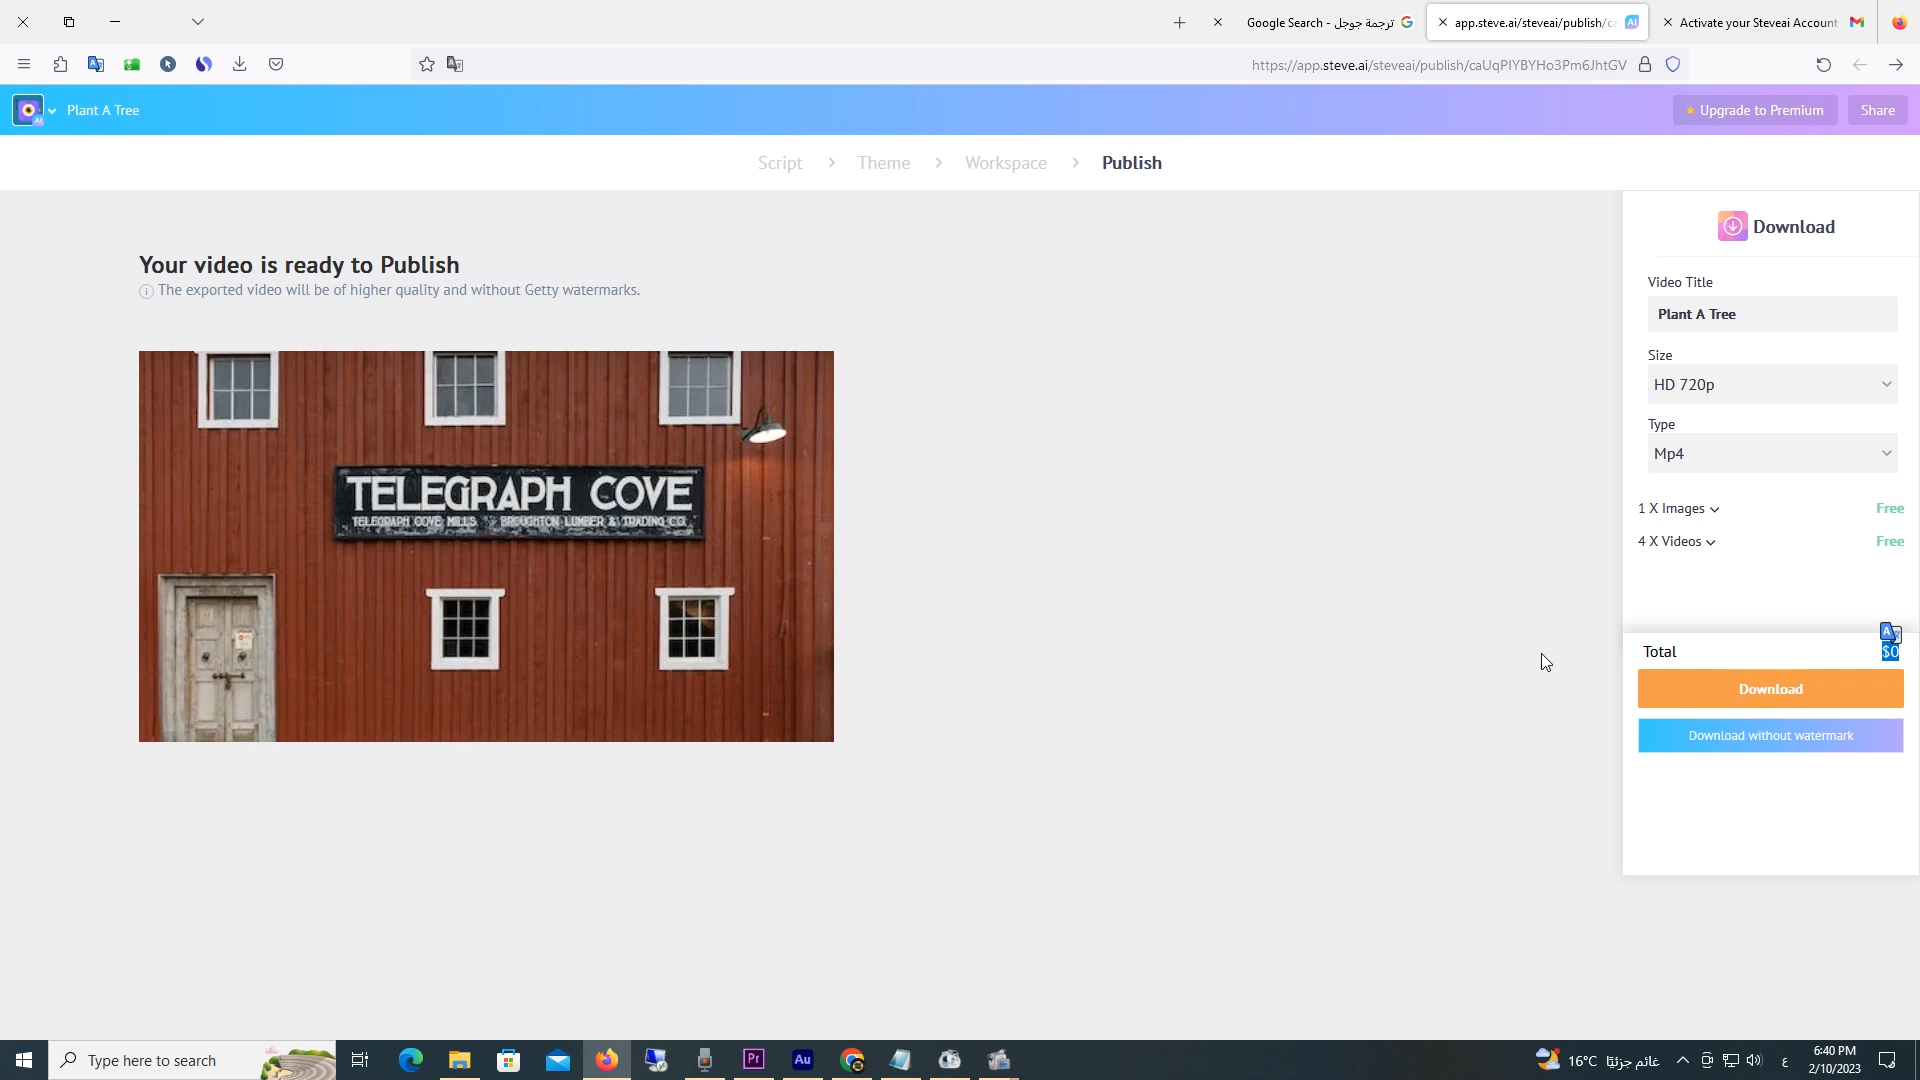 Google Search - ترجمة جوجل
app.steve.ai/steveai/publish/c
Activate your Steveai Account
https://app.steve.ai/steveai/publish/caUqPIYBYHo3Pm6JhtGV
Plant A Tree
Upgrade to Premium
Share
Script
Theme
Workspace
Publish
Download
Your video is ready to Publish
The exported video will be of higher quality and without Getty watermarks.
Video Title
Plant A Tree
Size
HD 720p
Type
Mp4
1 X Images
Free
4 X Videos
Free
TELEGRAPH COVE
TELEGRAPH COVE MILLS BROUGHTON LUMBER & TRADING CO.
Total
$0
Download
Download without watermark
Type here to search
Pr
Au
16°C غائم جزئيًا
ع
6:40 PM
2/10/2023